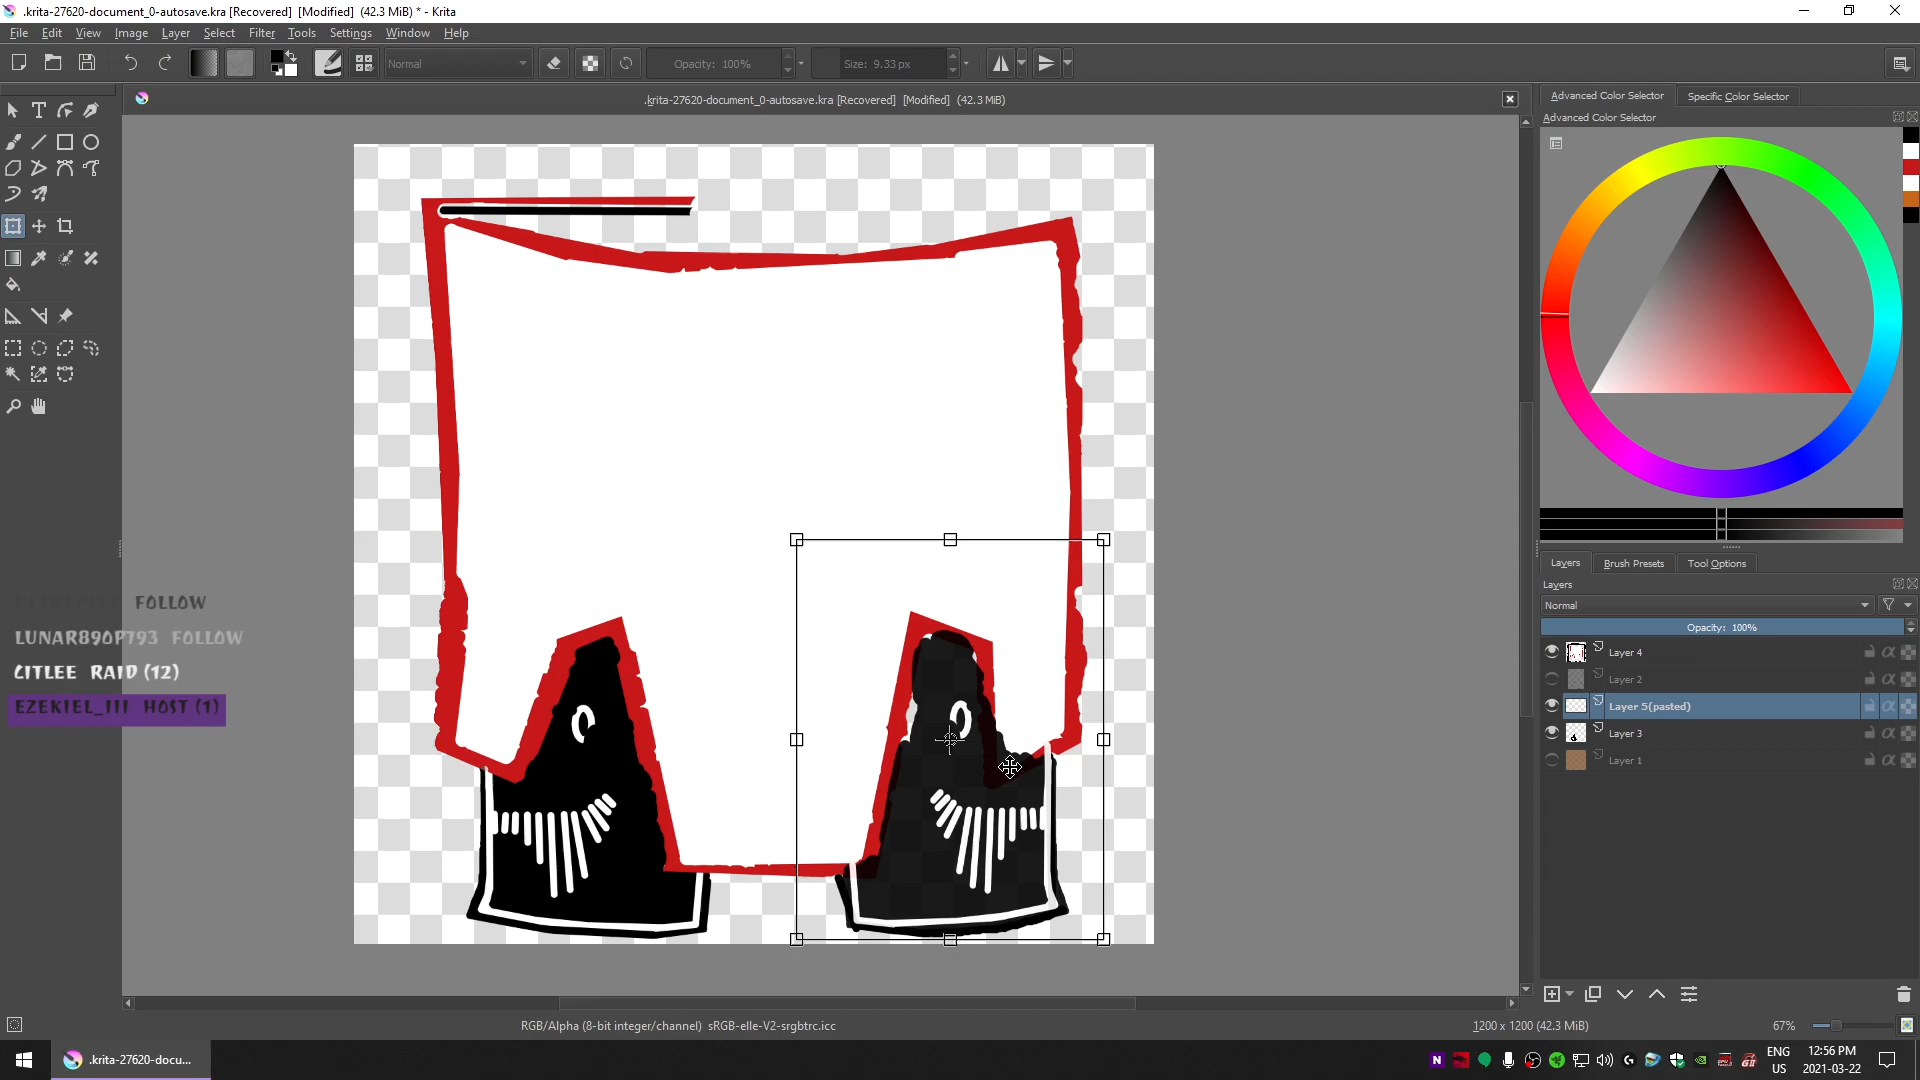 .krita-27620-document_0-autosave.kra [Recovered] [Modified] (42.3 MiB) * - Krita
File Edit View Image Layer Select Filter Tools Settings Window Help
Normal
Opacity: 100%
Size: 9.33 px
.krita-27620-document_0-autosave.kra [Recovered] [Modified] (42.3 MiB)
Advanced Color Selector
Specific Color Selector
Advanced Color Selector
FOLLOW
LUNAR890P793 FOLLOW
CITLEE RAID (12)
EZEKIEL_III HOST (1)
Layers
Brush Presets
Tool Options
Layers
Normal
Opacity: 100%
Layer 4
Layer 2
Layer 5(pasted)
Layer 3
Layer 1
RGB/Alpha (8-bit integer/channel) sRGB-elle-V2-srgbtrc.icc
1200 x 1200 (42.3 MiB)
67%
.krita-27620-docu...
ENG
US
12:56 PM
2021-03-22